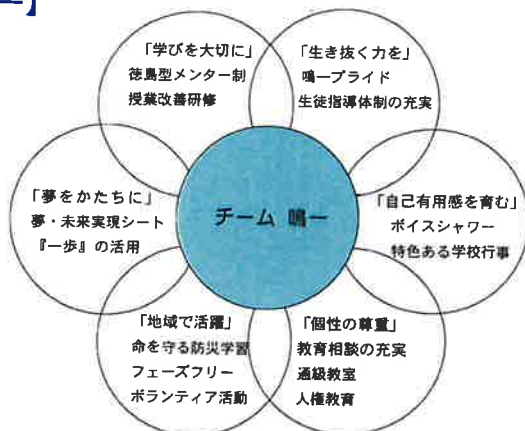 「学びを大切に」
徳島型メンター制
授業改善研修
「生き抜く力を」
鳴一プライド
生徒指導体制の充実
「夢をかたちに」
夢・未来実現シート
『一歩』の活用
チーム 鳴一
「自己有用感を育む」
ボイスシャワー
特色ある学校行事
「地域で活躍」
命を守る防災学習
フェーズフリー
ボランティア活動
「個性の尊重」
教育相談の充実
通級教室
人権教育